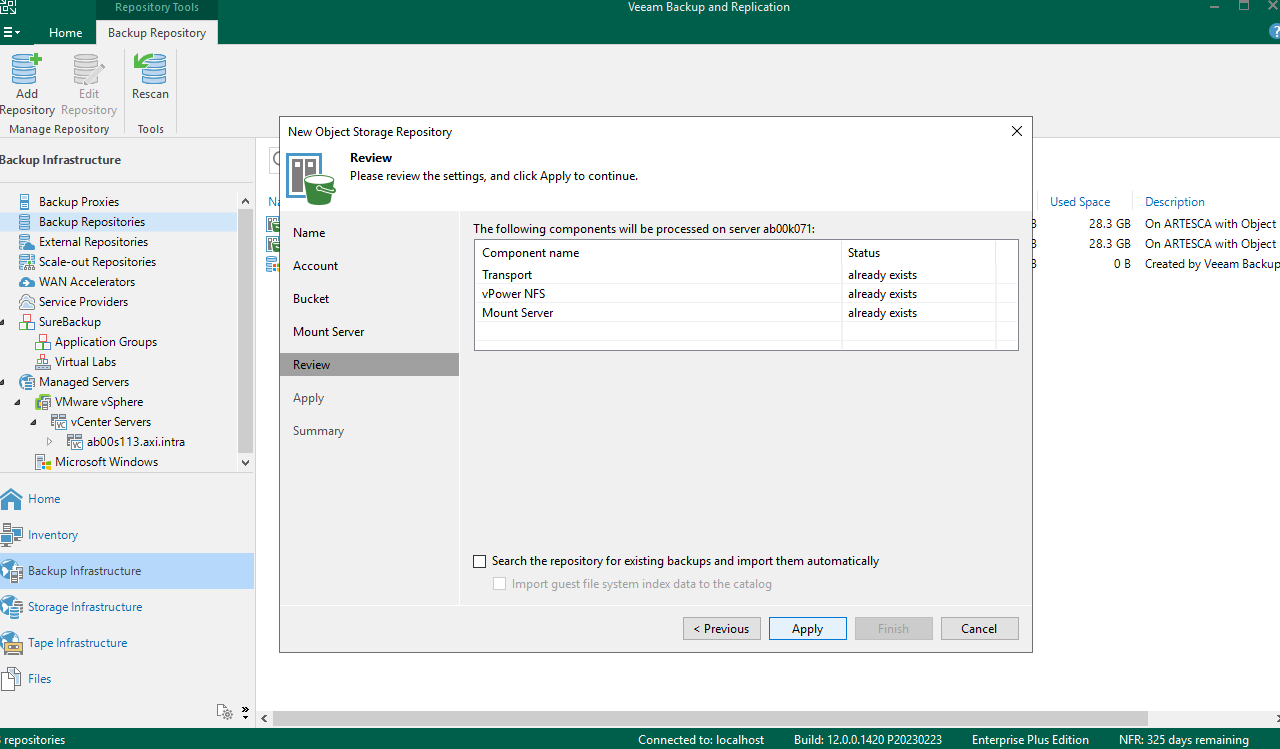 Repository Tools
Veeam Backup and Replication
Home
Backup Repository
Add
Repository
Edit
Repository
Rescan
Manage Repository
Tools
Backup Infrastructure
Backup Proxies
Backup Repositories
External Repositories
Scale-out Repositories
WAN Accelerators
Service Providers
SureBackup
Application Groups
Virtual Labs
Managed Servers
VMware vSphere
vCenter Servers
ab00s113.axi.intra
Microsoft Windows
Home
Inventory
Backup Infrastructure
Storage Infrastructure
Tape Infrastructure
Files
Used Space Description
28.3 GB On ARTESCA with Object
28.3 GB On ARTESCA with Object
0 B Created by Veeam Backup
New Object Storage Repository
Review
Please review the settings, and click Apply to continue.
Name
Account
Bucket
Mount Server
Review
Apply
Summary
The following components will be processed on server ab00k071:
Component name Status
Transport already exists
vPower NFS already exists
Mount Server already exists
Search the repository for existing backups and import them automatically
Import guest file system index data to the catalog
< Previous
Apply
Finish
Cancel
repositories
Connected to: localhost
Build: 12.0.0.1420 P20230223
Enterprise Plus Edition
NFR: 325 days remaining